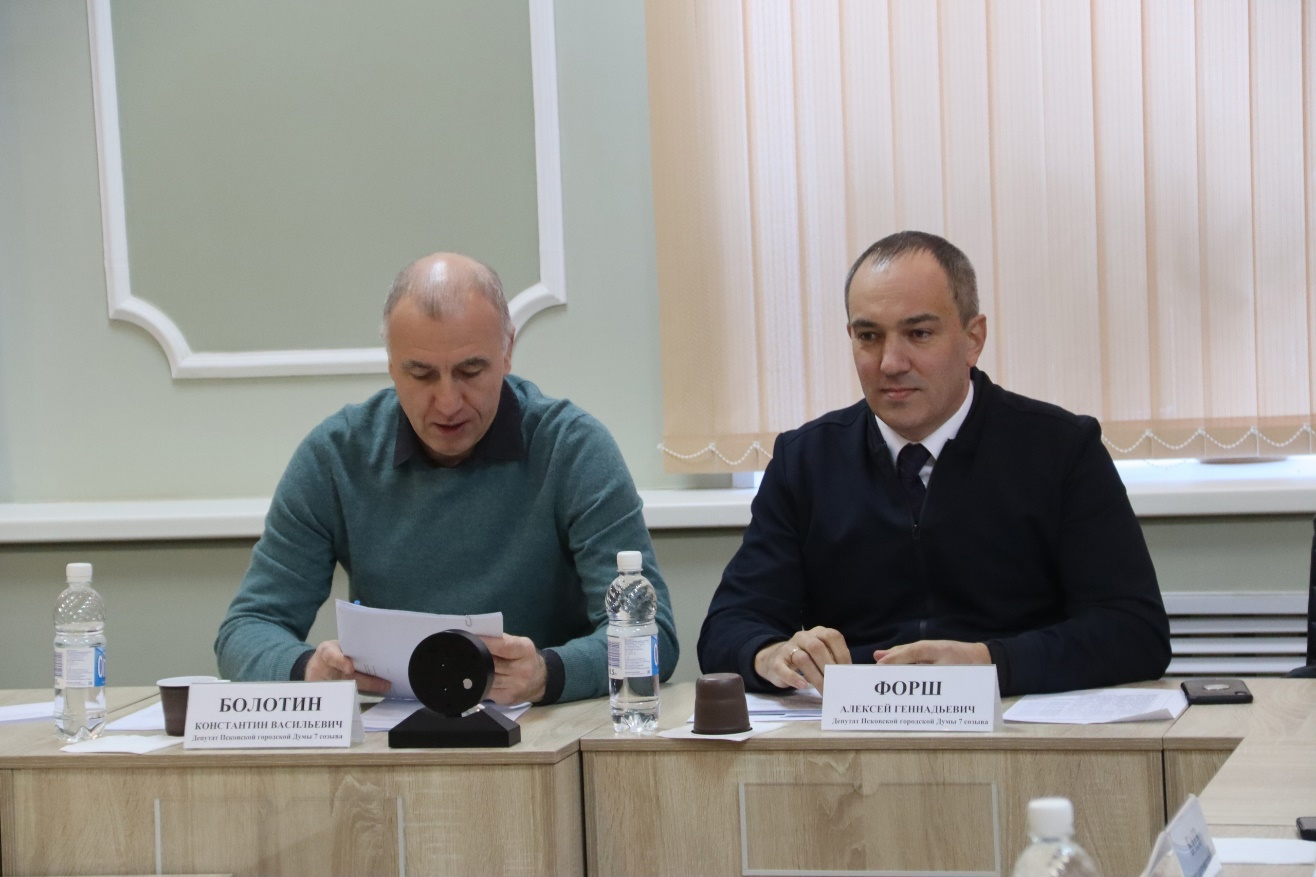 БОЛОТИН
КОНСТАНТИН ВАСИЛЬЕВИЧ
Депутат Псковской городской Думы 7 созыва
ФОРШ
АЛЕКСЕЙ ГЕННАДЬЕВИЧ
Депутат Псковской городской Думы 7 созыва